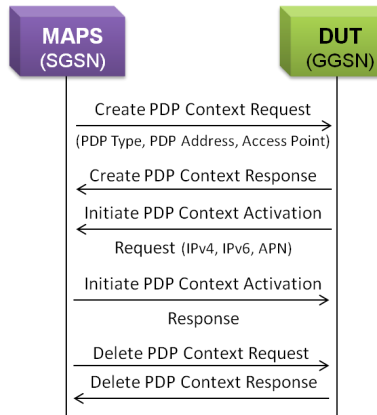 MAPS
(SGSN)
DUT
(GGSN)
Create PDP Context Request
(PDP Type, PDP Address, Access Point)
Create PDP Context Response
Initiate PDP Context Activation
Request (IPv4, IPv6, APN)
Initiate PDP Context Activation
Response
Delete PDP Context Request
Delete PDP Context Response